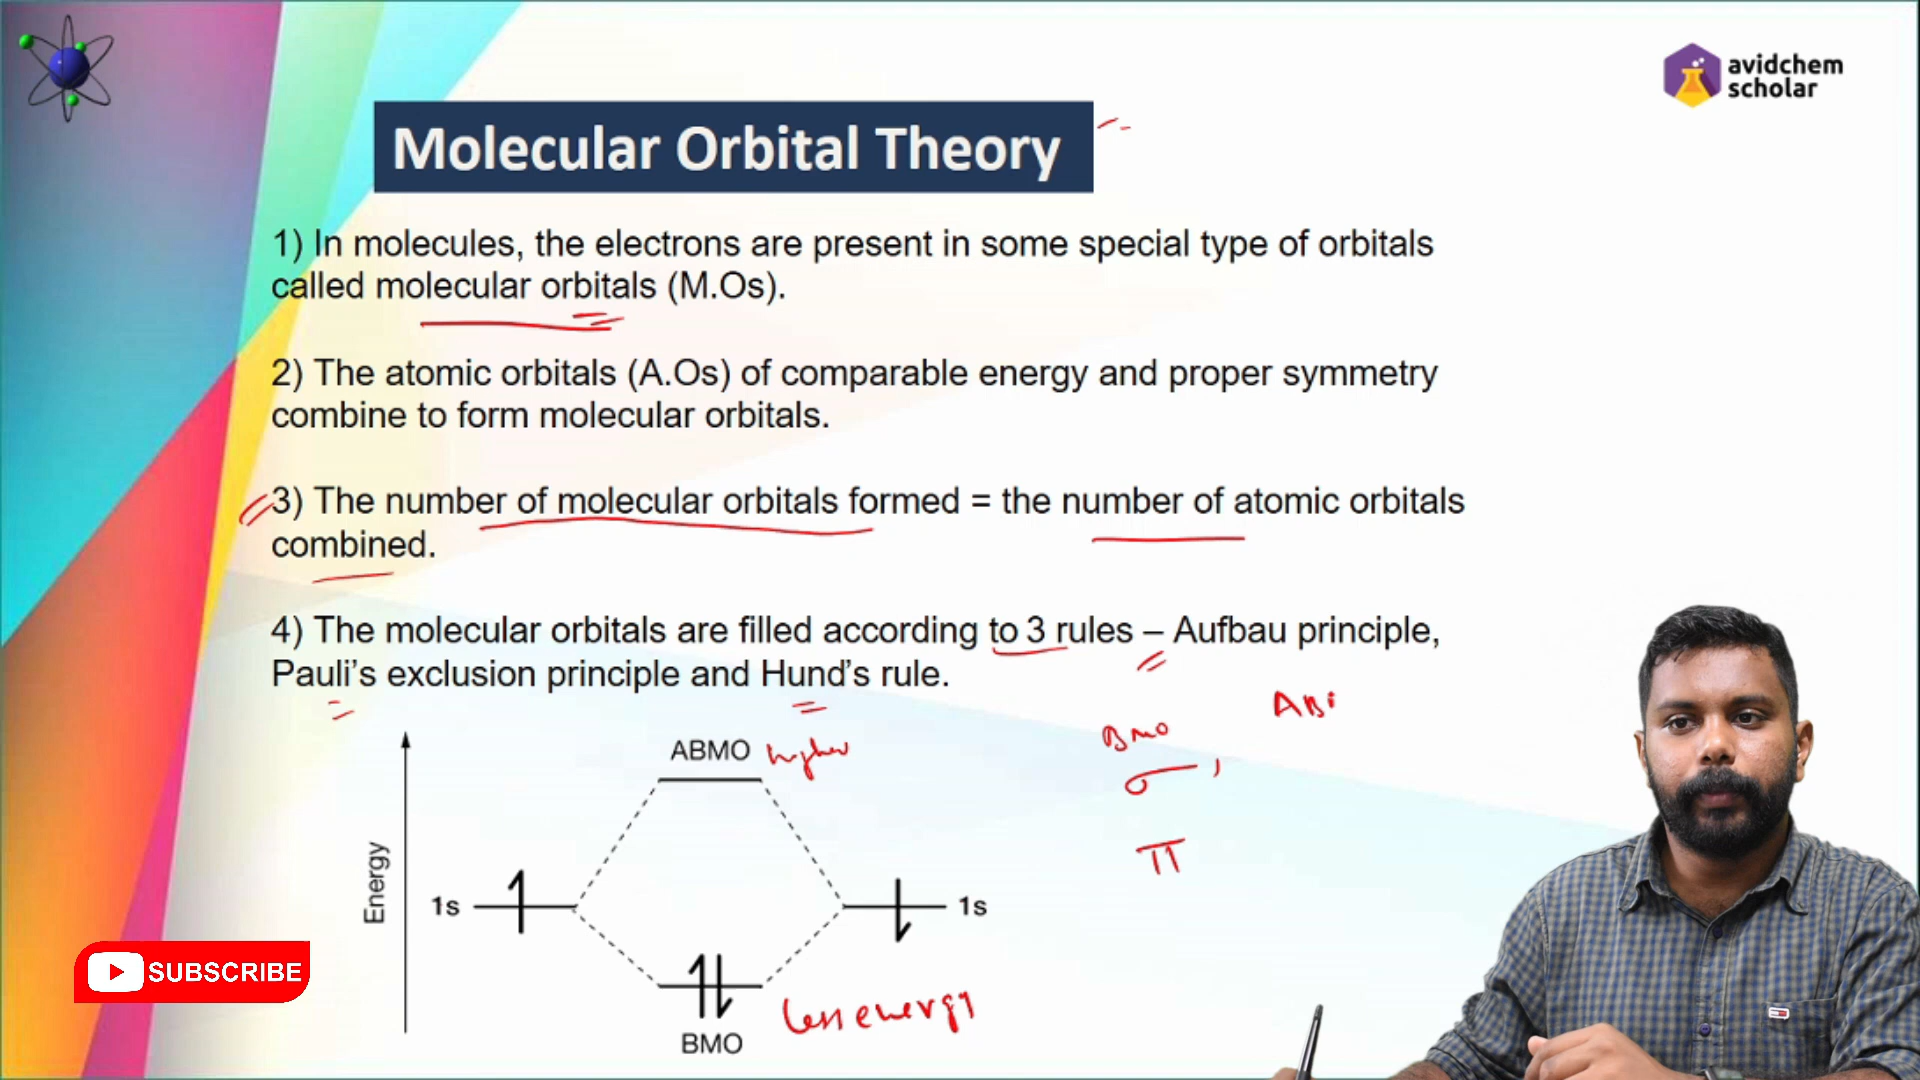 avidchem
scholar
Molecular Orbital Theory
1) In molecules, the electrons are present in some special type of orbitals
called molecular orbitals (M.Os).
2) The atomic orbitals (A.Os) of comparable energy and proper symmetry
combine to form molecular orbitals.
3) The number of molecular orbitals formed = the number of atomic orbitals
combined.
4) The molecular orbitals are filled according to 3 rules – Aufbau principle,
Pauli's exclusion principle and Hund's rule.
ABMO higher
BMO
σ ,
π
Energy
1s
1s
less energy
BMO
SUBSCRIBE